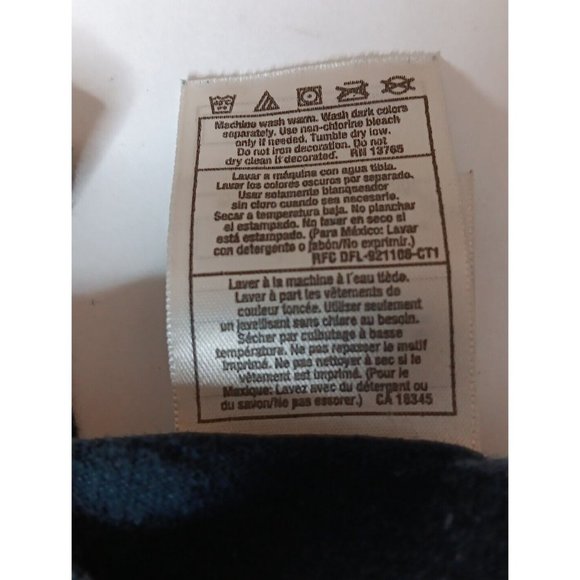 Machine wash warm. Wash dark colors
separately. Use non-chlorine bleach
only if needed. Tumble dry low.
Do not iron decoration. Do not
dry clean if decorated. RN 13765
Lavar a máquina con agua tibia.
Lavar los colores oscuros por separado.
Usar solamente blanqueador
sin cloro cuando sea necesario.
Secar a temperatura baja. No planchar
el estampado. No lavar en seco si
está estampado. (Para México: Lavar
con detergente o jabón/No exprimir.)
RFC DFL-921108-CT1
Laver à la machine à l'eau tiède.
Laver à part les vêtements de
couleur foncée. Utiliser seulement
un javellisant sans chlore au besoin.
Sécher par culbutage à basse
température. Ne pas repasser le motif
imprimé. Ne pas nettoyer à sec si le
vêtement est imprimé. (Pour le
Mexique: Lavez avec du détergent ou
du savon/Ne pas essorer.) CA 18345